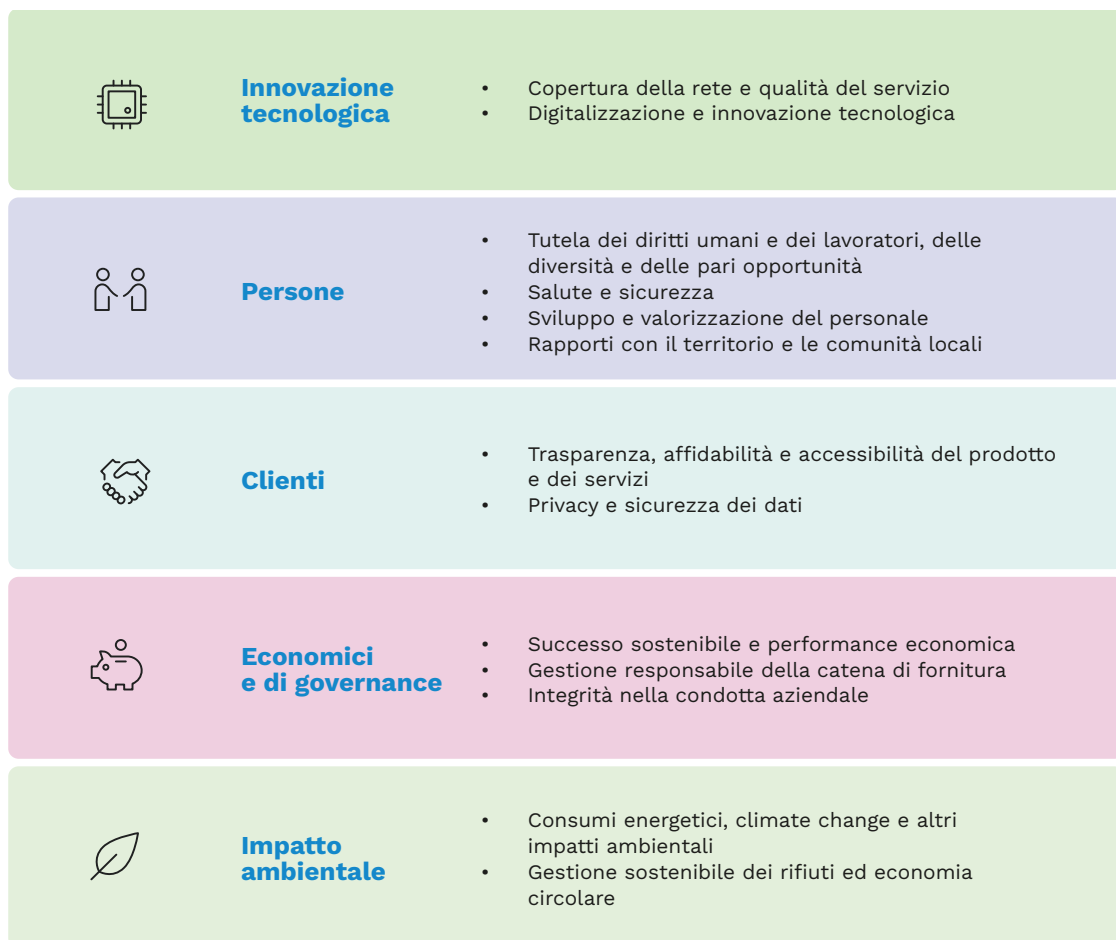 Innovazione
tecnologica
• Copertura della rete e qualità del servizio
• Digitalizzazione e innovazione tecnologica
Persone
• Tutela dei diritti umani e dei lavoratori, delle
diversità e delle pari opportunità
• Salute e sicurezza
• Sviluppo e valorizzazione del personale
• Rapporti con il territorio e le comunità locali
Clienti
• Trasparenza, affidabilità e accessibilità del prodotto
e dei servizi
• Privacy e sicurezza dei dati
Economici
e di governance
• Successo sostenibile e performance economica
• Gestione responsabile della catena di fornitura
• Integrità nella condotta aziendale
Impatto
ambientale
• Consumi energetici, climate change e altri
impatti ambientali
• Gestione sostenibile dei rifiuti ed economia
circolare